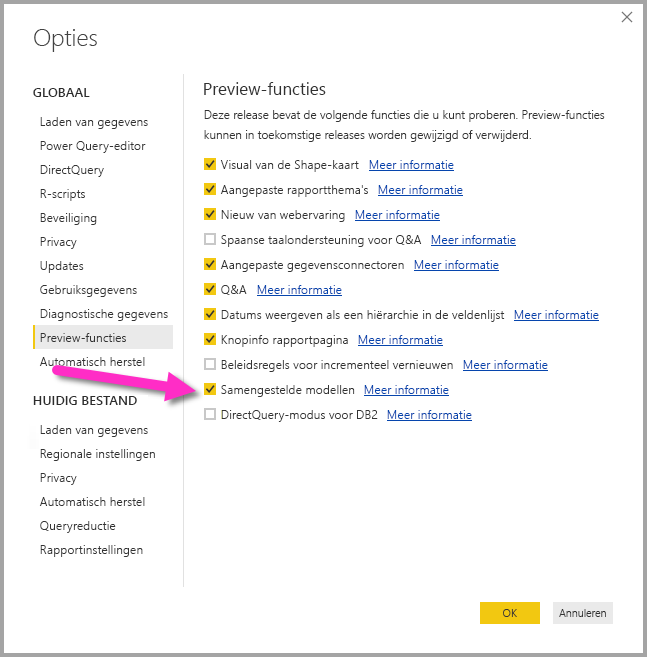 Opties
GLOBAAL
Laden van gegevens
Power Query-editor
DirectQuery
R-scripts
Beveiliging
Privacy
Updates
Gebruiksgegevens
Diagnostische gegevens
Preview-functies
Automatisch herstel
HUIDIG BESTAND
Laden van gegevens
Regionale instellingen
Privacy
Automatisch herstel
Queryreductie
Rapportinstellingen
Preview-functies
Deze release bevat de volgende functies die u kunt proberen. Preview-functies
kunnen in toekomstige releases worden gewijzigd of verwijderd.
Visual van de Shape-kaart Meer informatie
Aangepaste rapportthema's Meer informatie
Nieuw van webervaring Meer informatie
Spaanse taalondersteuning voor Q&A Meer informatie
Aangepaste gegevensconnectoren Meer informatie
Q&A Meer informatie
Datums weergeven als een hiërarchie in de veldenlijst Meer informatie
Knopinfo rapportpagina Meer informatie
Beleidsregels voor incrementeel vernieuwen Meer informatie
Samengestelde modellen Meer informatie
DirectQuery-modus voor DB2 Meer informatie
OK
Annuleren